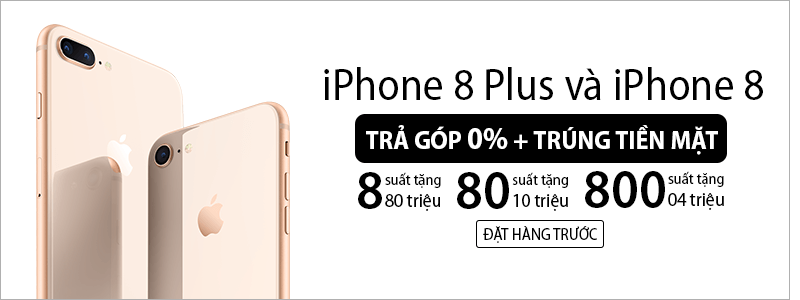 iPhone 8 Plus và iPhone 8
TRẢ GÓP 0% + TRÚNG TIỀN MẶT
8 suất tặng 80 triệu 80 suất tặng 10 triệu 800 suất tặng 04 triệu
ĐẶT HÀNG TRƯỚC